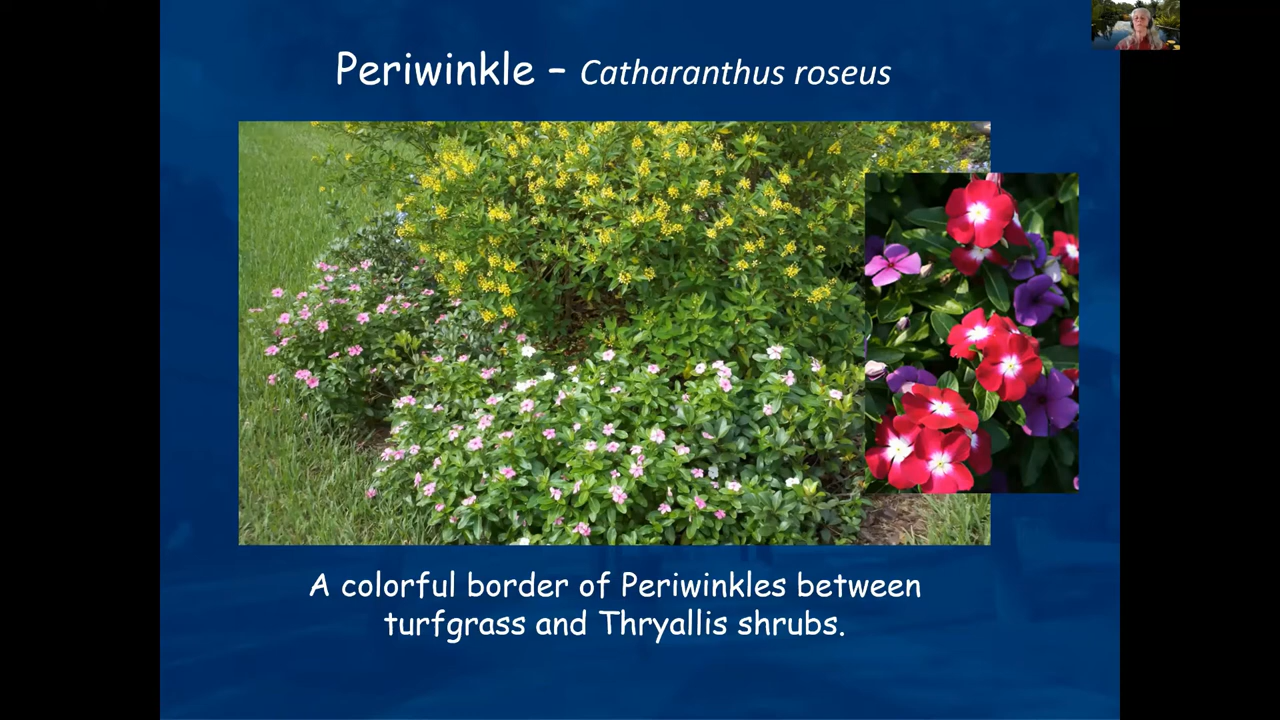 Periwinkle – Catharanthus roseus
A colorful border of Periwinkles between
turfgrass and Thryallis shrubs.